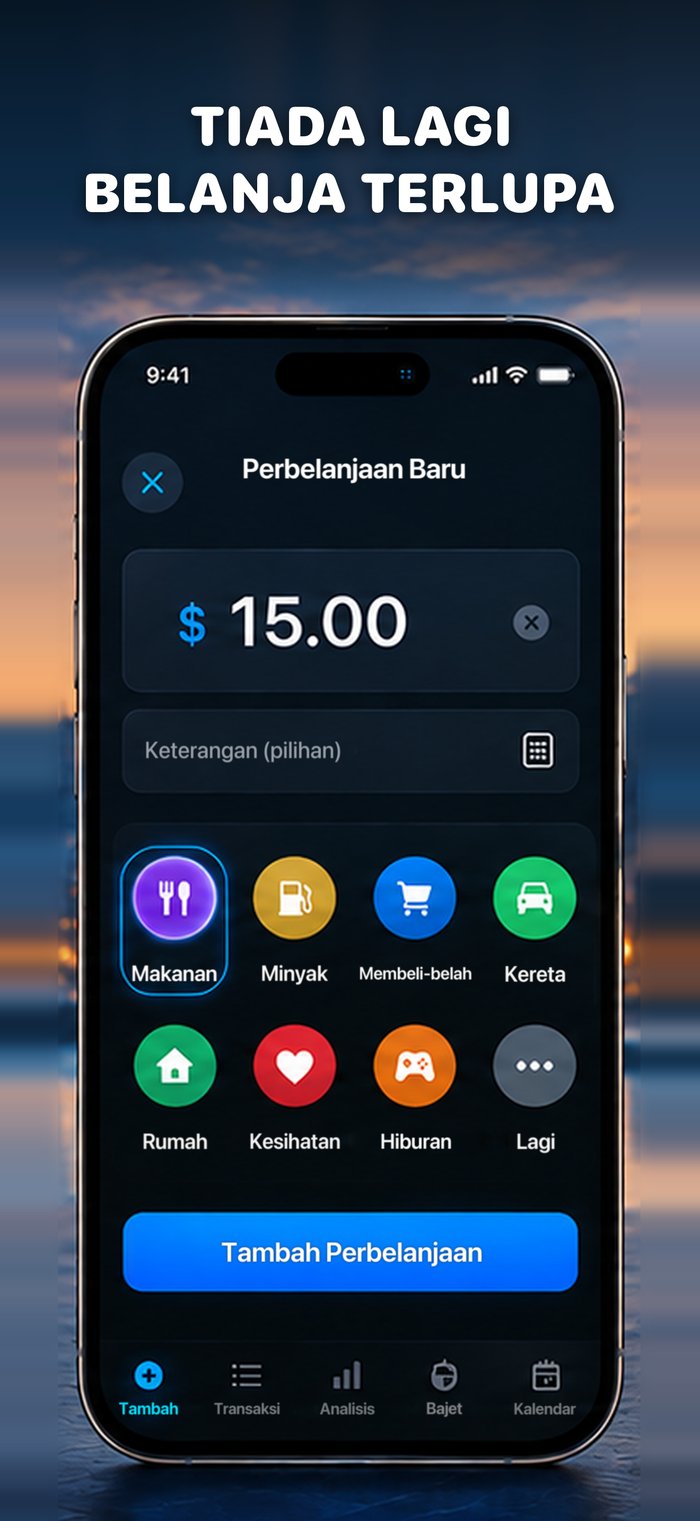 TIADA LAGI
BELANJA TERLUPA
9:41
Perbelanjaan Baru
$ 15.00
Keterangan (pilihan)
Makanan Minyak Membeli-belah Kereta
Rumah Kesihatan Hiburan Lagi
Tambah Perbelanjaan
Tambah Transaksi Analisis Bajet Kalendar